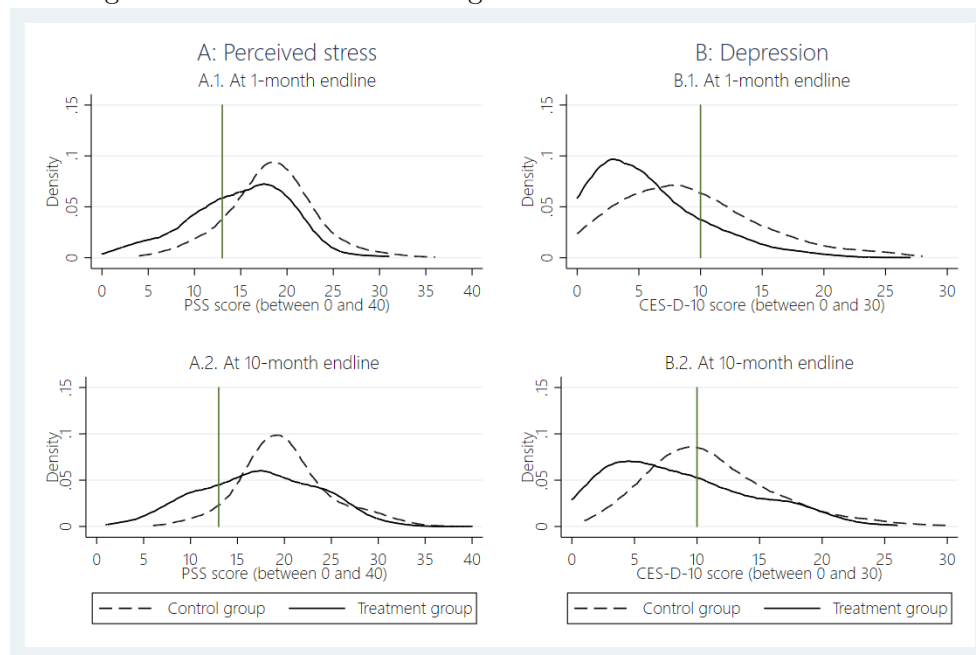 A: Perceived stress
A.1. At 1-month endline
Density
0 .05 .1 .15
0 5 10 15 20 25 30 35 40
PSS score (between 0 and 40)
B: Depression
B.1. At 1-month endline
Density
0 .05 .1 .15
0 5 10 15 20 25 30
CES-D-10 score (between 0 and 30)
A.2. At 10-month endline
Density
0 .05 .1 .15
0 5 10 15 20 25 30 35 40
PSS score (between 0 and 40)
Control group Treatment group
B.2. At 10-month endline
Density
0 .05 .1 .15
0 5 10 15 20 25 30
CES-D-10 score (between 0 and 30)
Control group Treatment group